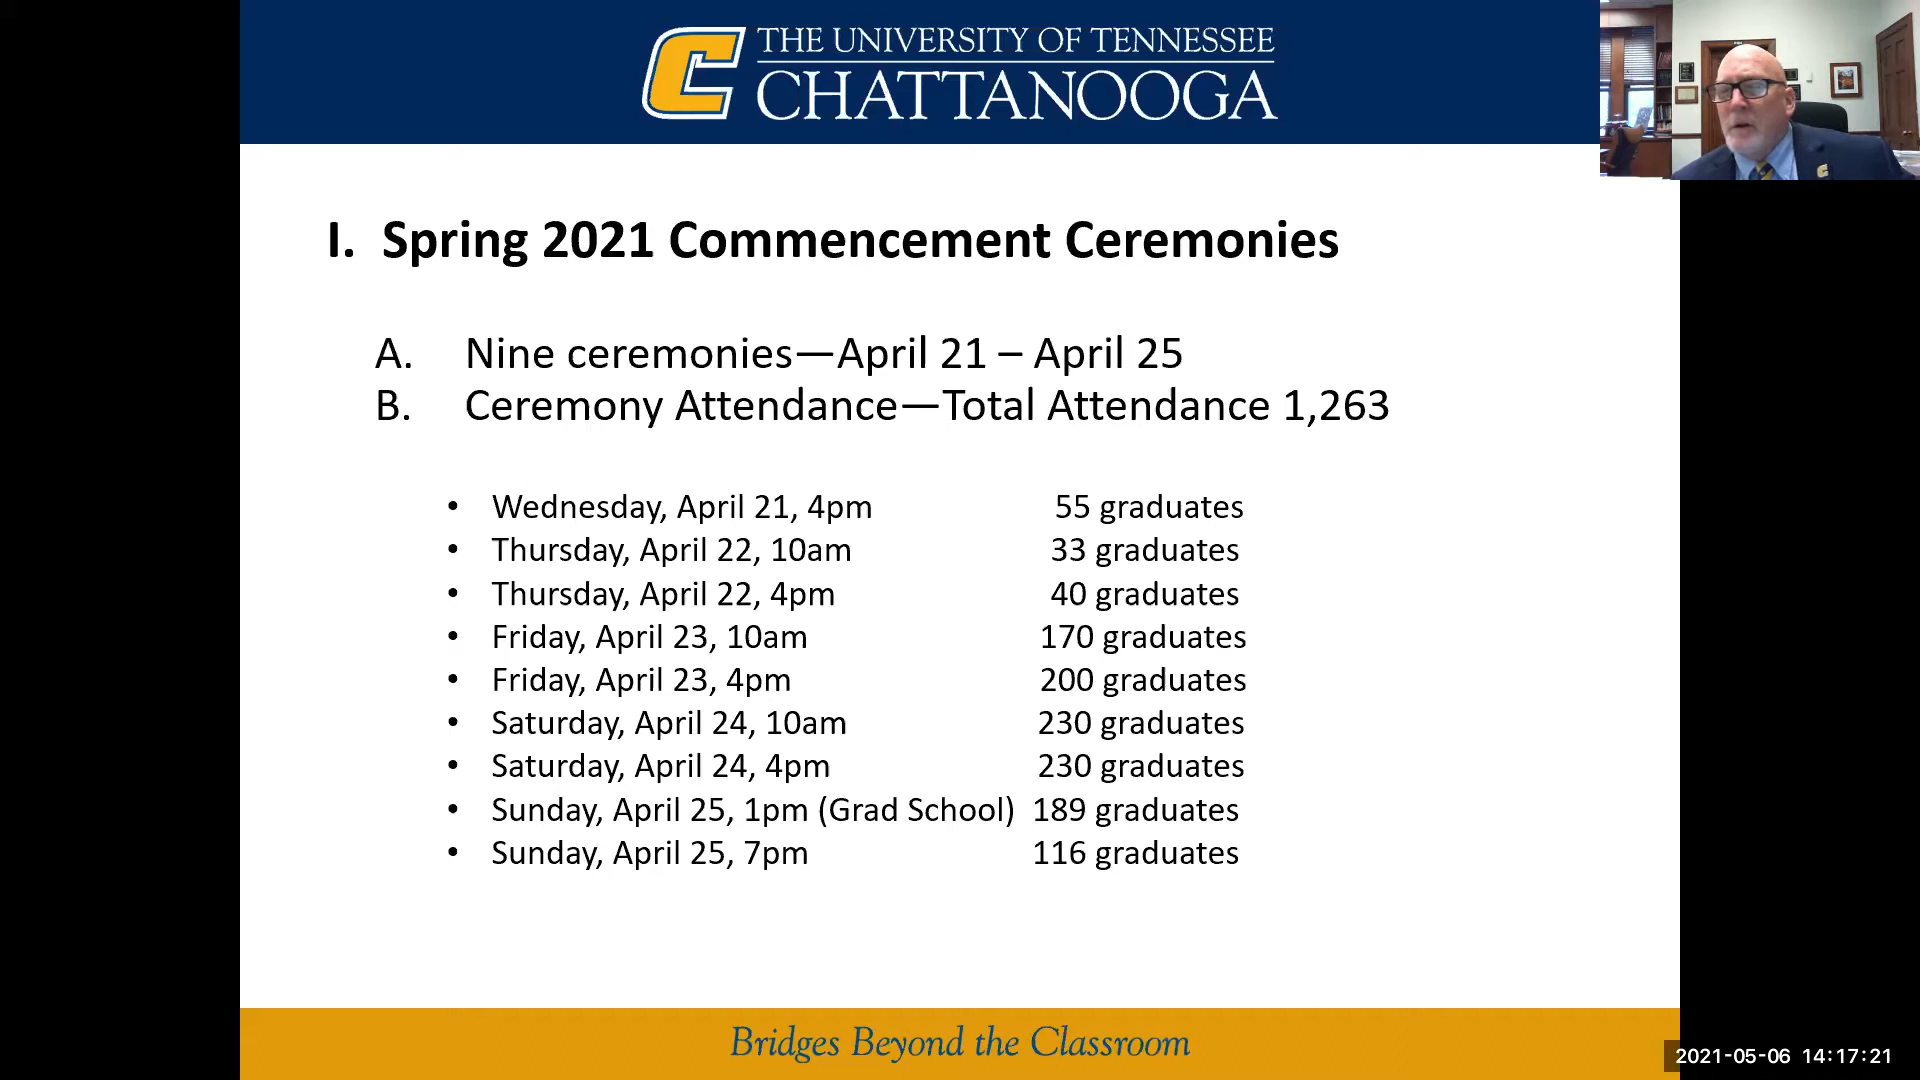 THE UNIVERSITY OF TENNESSEE
CHATTANOOGA
I. Spring 2021 Commencement Ceremonies
A. Nine ceremonies—April 21 – April 25
B. Ceremony Attendance—Total Attendance 1,263
• Wednesday, April 21, 4pm 55 graduates
• Thursday, April 22, 10am 33 graduates
• Thursday, April 22, 4pm 40 graduates
• Friday, April 23, 10am 170 graduates
• Friday, April 23, 4pm 200 graduates
• Saturday, April 24, 10am 230 graduates
• Saturday, April 24, 4pm 230 graduates
• Sunday, April 25, 1pm (Grad School) 189 graduates
• Sunday, April 25, 7pm 116 graduates
Bridges Beyond the Classroom
2021-05-06 14:17:21